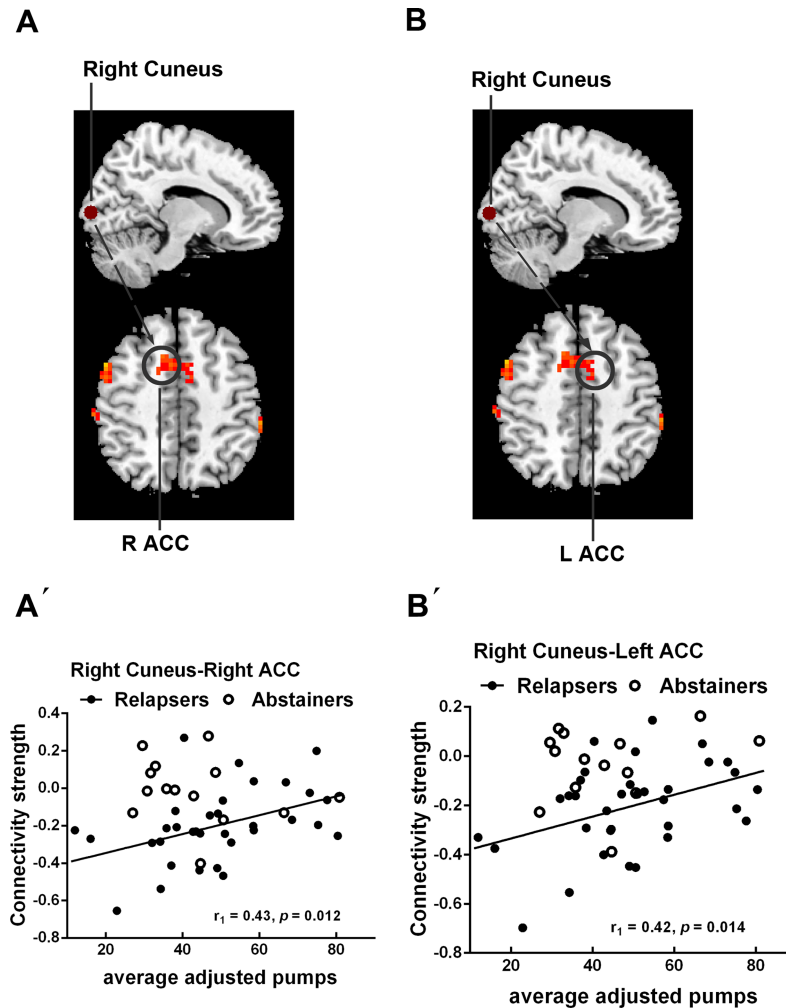 A
B
Right Cuneus
Right Cuneus
R ACC
L ACC
A´
B´
Right Cuneus-Right ACC
Relapsers Abstainers
Connectivity strength
0.4
0.2
0.0
-0.2
-0.4
-0.6
-0.8
20 40 60 80
r1 = 0.43, p = 0.012
average adjusted pumps
Right Cuneus-Left ACC
Relapsers Abstainers
Connectivity strength
0.2
0.0
-0.2
-0.4
-0.6
-0.8
20 40 60 80
r1 = 0.42, p = 0.014
average adjusted pumps